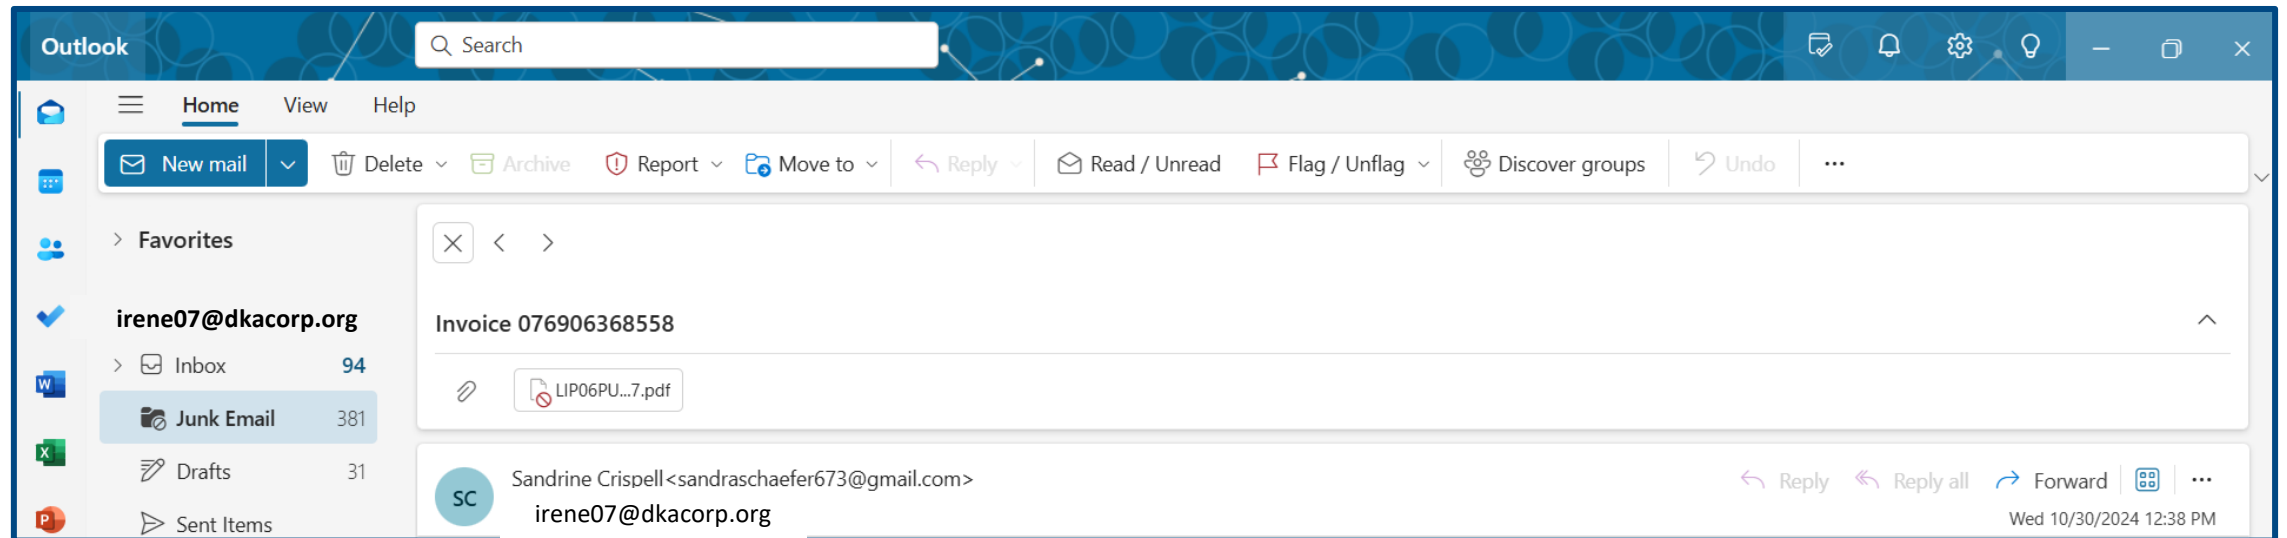 Outlook
Search
Home View Help
New mail Delete Archive Report Move to Reply Read / Unread Flag / Unflag Discover groups Undo
Favorites
irene07@dkacorp.org
Inbox 94
Junk Email 381
Drafts 31
Sent Items
Invoice 076906368558
LIP06PU...7.pdf
SC
Sandrine Crispell<sandraschaefer673@gmail.com>
irene07@dkacorp.org
Reply Reply all Forward
Wed 10/30/2024 12:38 PM